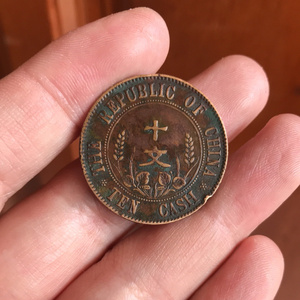 THE REPUBLIC OF CHINA
十
文
TEN CASH